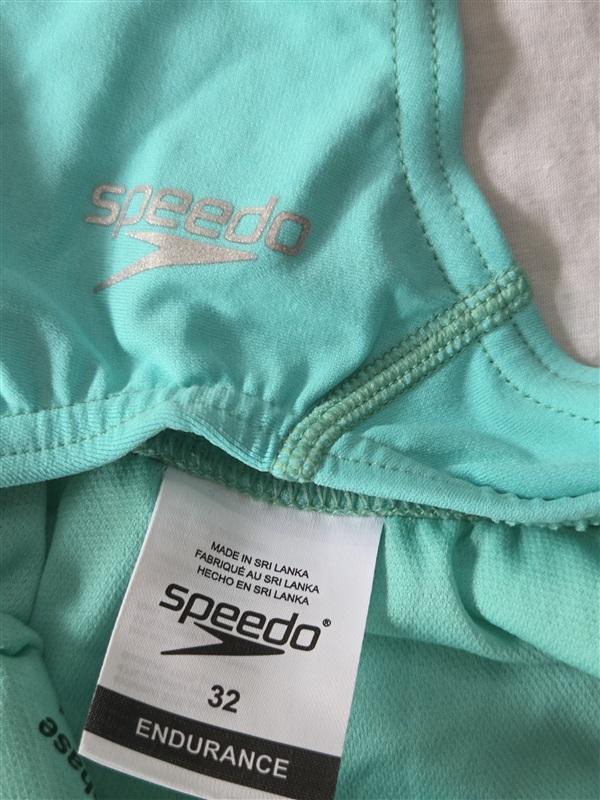 speedo
MADE IN SRI LANKA
FABRIQUÉ AU SRI LANKA
HECHO EN SRI LANKA
speedo®
32
ENDURANCE